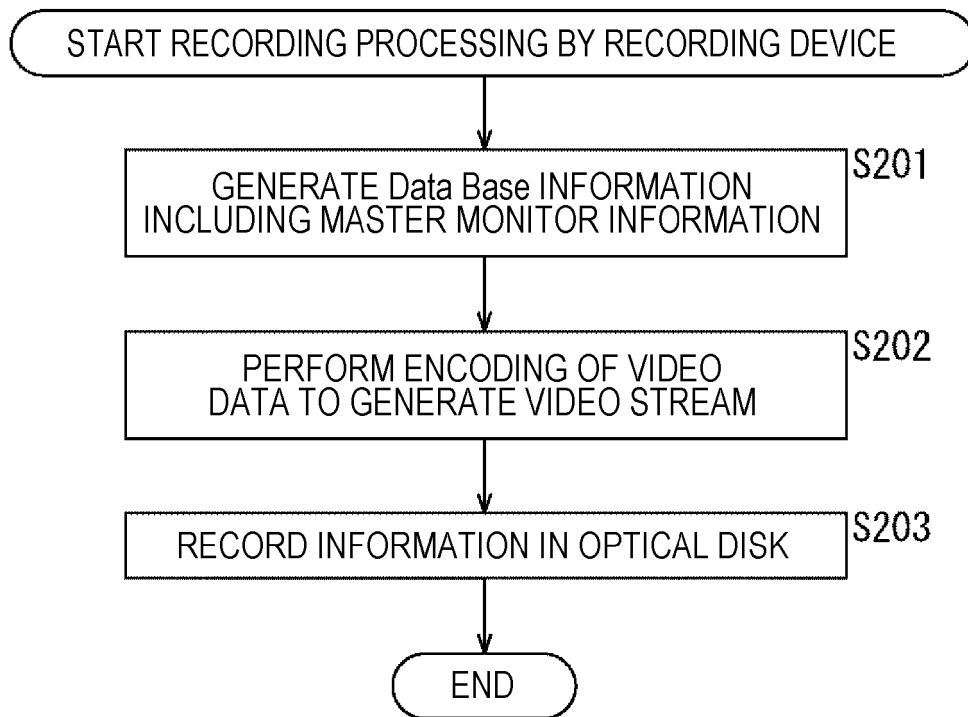 START RECORDING PROCESSING BY RECORDING DEVICE
S201
GENERATE Data Base INFORMATION
INCLUDING MASTER MONITOR INFORMATION
S202
PERFORM ENCODING OF VIDEO
DATA TO GENERATE VIDEO STREAM
S203
RECORD INFORMATION IN OPTICAL DISK
END